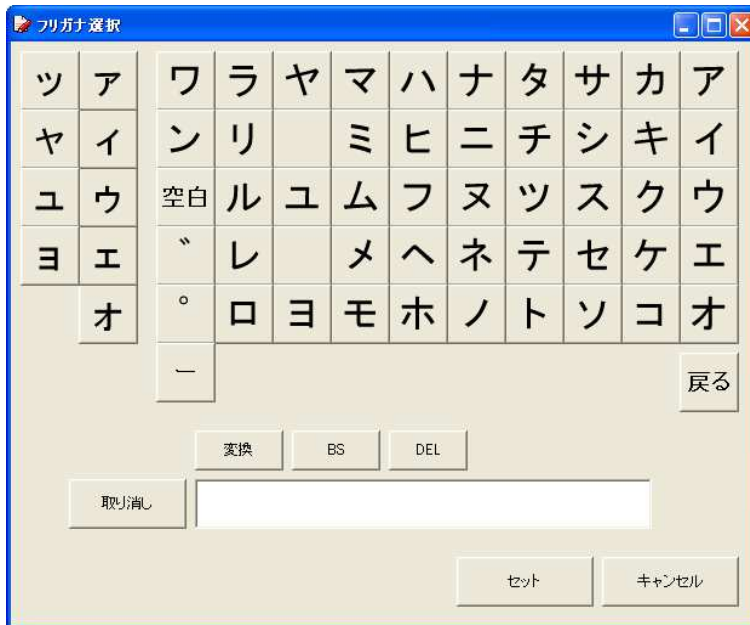 フリガナ選択
ッ ァ ワ ラ ヤ マ ハ ナ タ サ カ ア
ャ ィ ン リ ミ ヒ ニ チ シ キ イ
ュ ゥ 空白 ル ユ ム フ ヌ ツ ス ク ウ
ョ ェ ゛ レ メ ヘ ネ テ セ ケ エ
ォ ゜ ロ ヨ モ ホ ノ ト ソ コ オ
ー 戻る
変換 BS DEL
取り消し
セット キャンセル